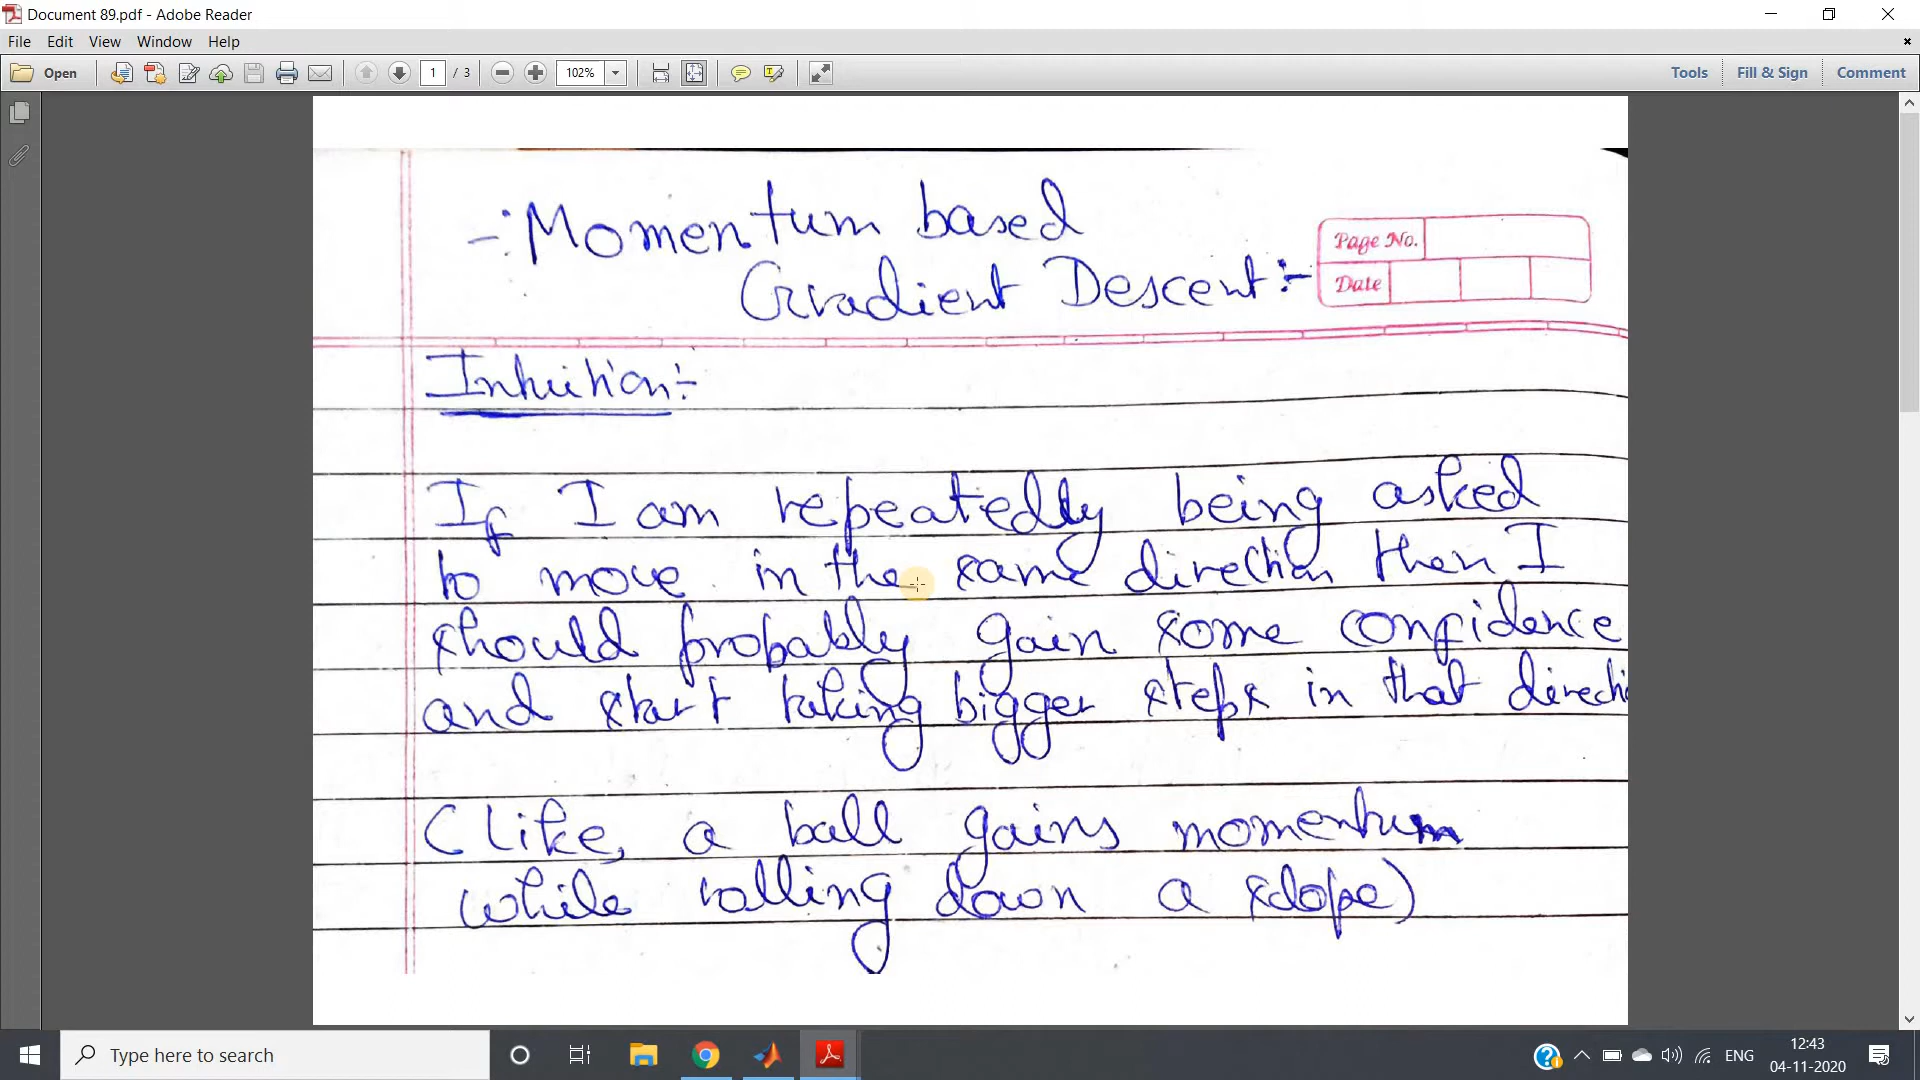 Document 89.pdf - Adobe Reader
File Edit View Window Help
Open 1 / 3 102% Tools Fill & Sign Comment
-: Momentum based
Gradient Descent :-
Page No.
Date
Intuition :-
If I am repeatedly being asked
to move in the same direction then I
should probably gain some confidence
and start taking bigger steps in that directi
(like, a ball gains momentum
while rolling down a slope)
Type here to search
ENG
12:43
04-11-2020